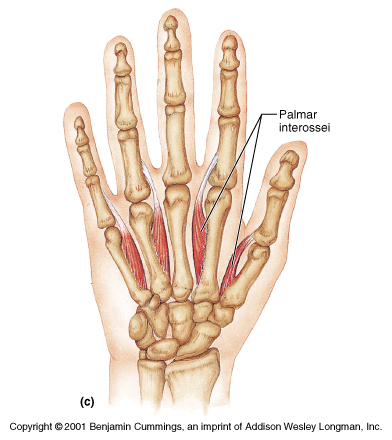 Palmar
interossei
(c)
Copyright © 2001 Benjamin Cummings, an imprint of Addison Wesley Longman, Inc.